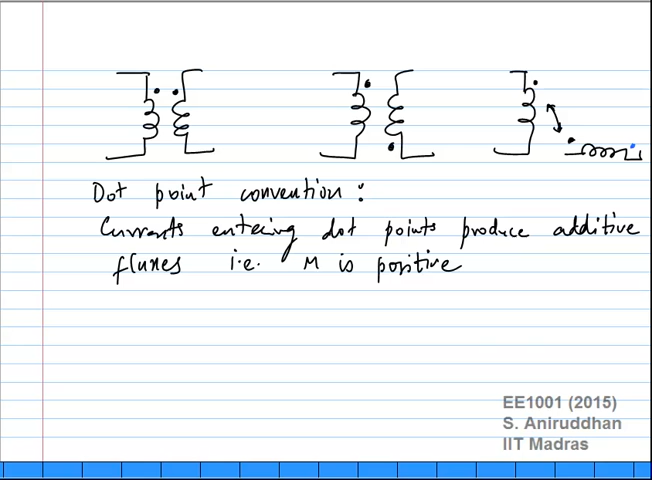 Dot point convention :
Currents entering dot points produce additive
fluxes i.e. M is positive
EE1001 (2015)
S. Aniruddhan
IIT Madras